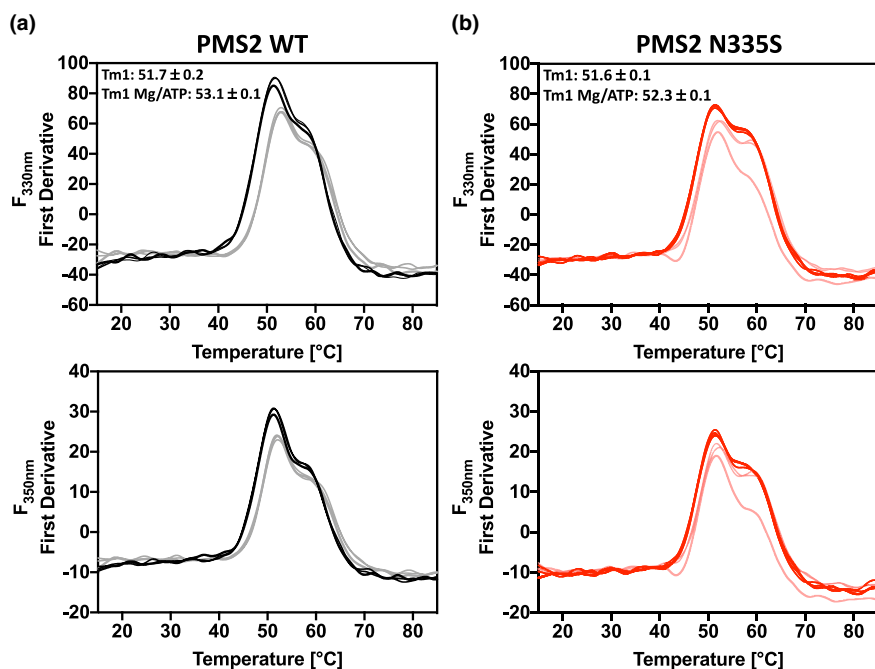 (a)
PMS2 WT
Tm1: 51.7 ± 0.2
Tm1 Mg/ATP: 53.1 ± 0.1
F330nm
First Derivative
100
80
60
40
20
0
-20
-40
-60
20 30 40 50 60 70 80
Temperature [°C]
F350nm
First Derivative
40
30
20
10
0
-10
-20
20 30 40 50 60 70 80
Temperature [°C]
(b)
PMS2 N335S
Tm1: 51.6 ± 0.1
Tm1 Mg/ATP: 52.3 ± 0.1
F330nm
First Derivative
100
80
60
40
20
0
-20
-40
-60
20 30 40 50 60 70 80
Temperature [°C]
F350nm
First Derivative
40
30
20
10
0
-10
-20
20 30 40 50 60 70 80
Temperature [°C]